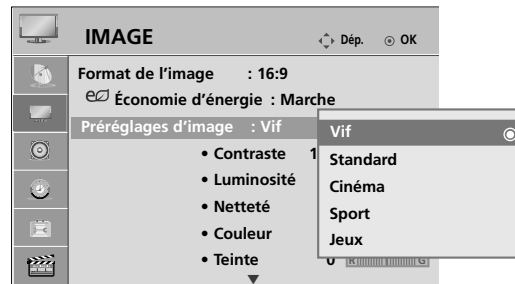 IMAGE
Dép.
OK
Format de l'image : 16:9
Économie d'énergie : Marche
Préréglages d'image : Vif
• Contraste 1
• Luminosité
• Netteté
• Couleur
• Teinte 0 R G
Vif
Standard
Cinéma
Sport
Jeux